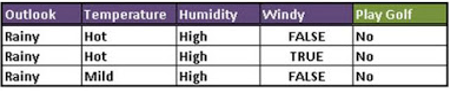 Outlook Temperature Humidity Windy Play Golf
Rainy Hot High FALSE No
Rainy Hot High TRUE No
Rainy Mild High FALSE No